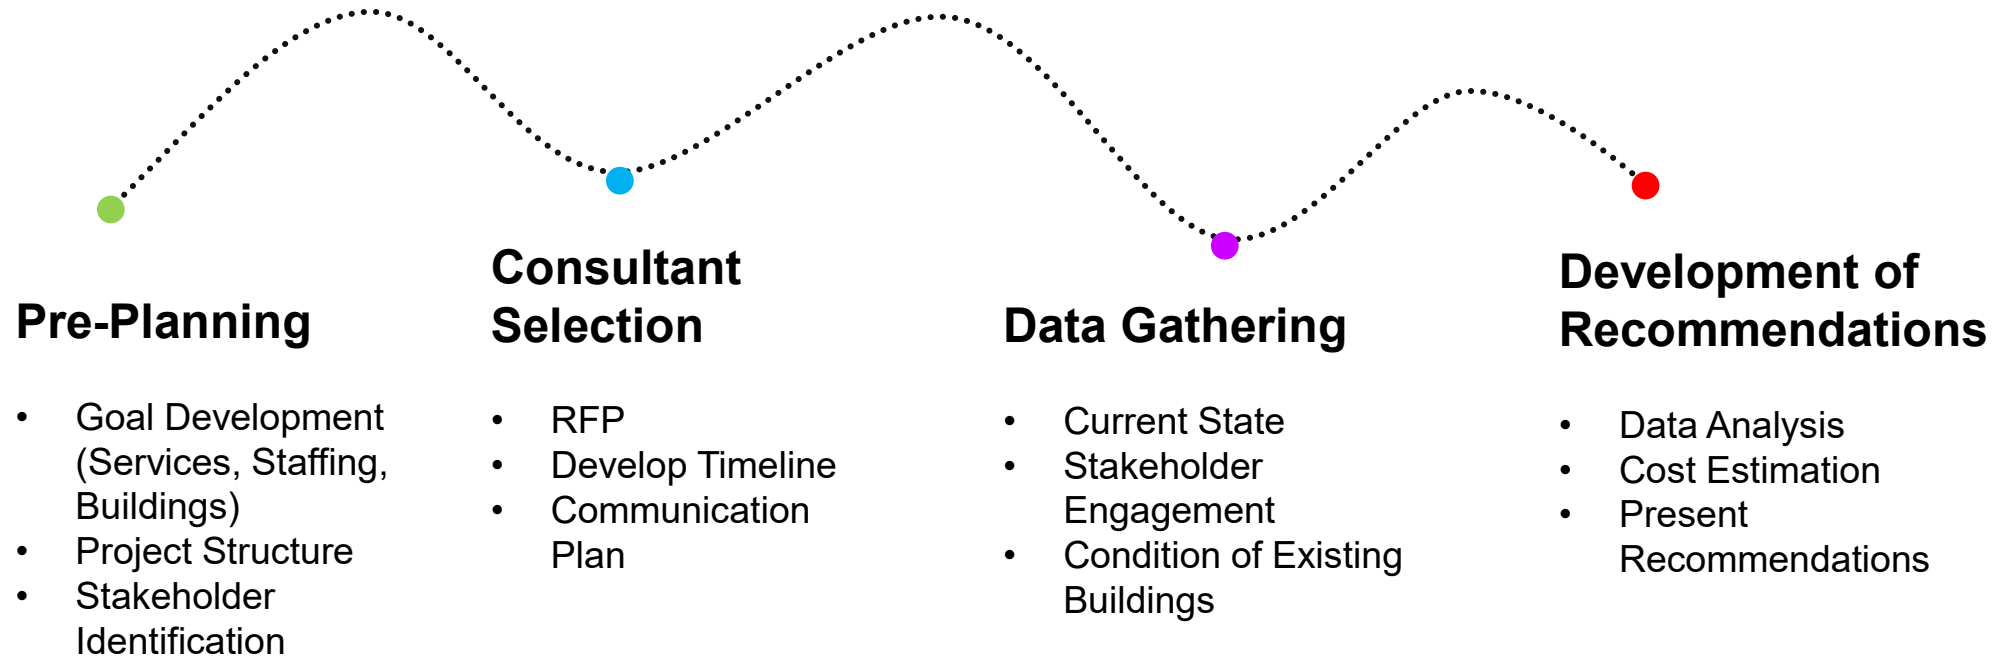 Pre-Planning
• Goal Development
(Services, Staffing,
Buildings)
• Project Structure
• Stakeholder
Identification
Consultant
Selection
• RFP
• Develop Timeline
• Communication
Plan
Data Gathering
• Current State
• Stakeholder
Engagement
• Condition of Existing
Buildings
Development of
Recommendations
• Data Analysis
• Cost Estimation
• Present
Recommendations